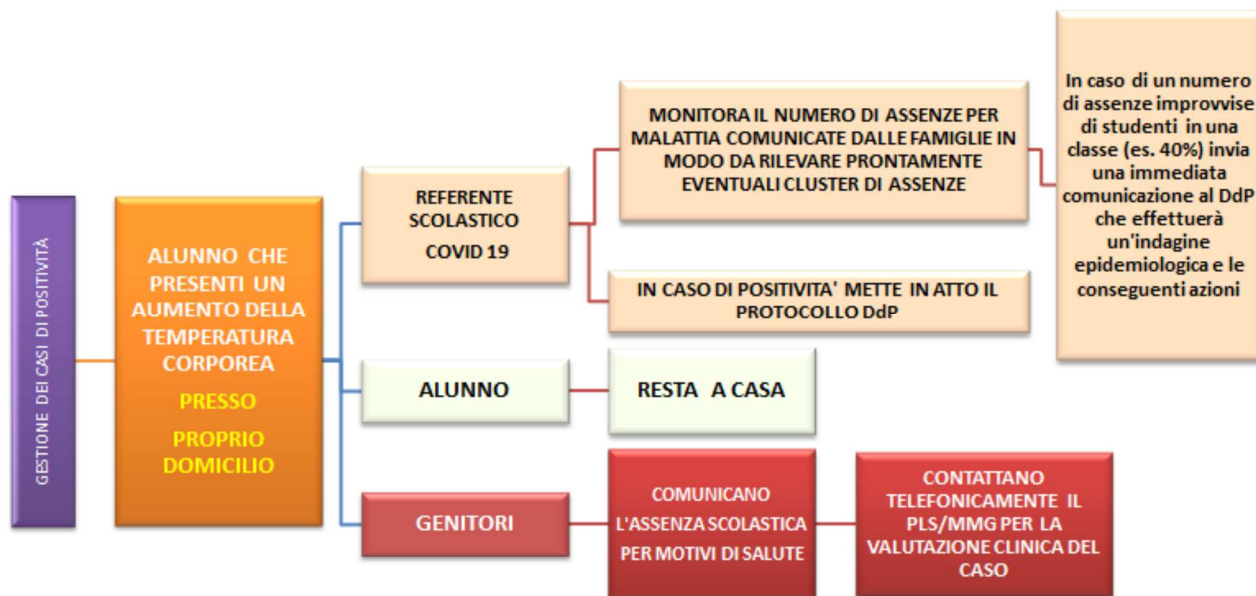 GESTIONE DEI CASI DI POSITIVITÀ
ALUNNO CHE
PRESENTI UN
AUMENTO DELLA
TEMPERATURA
CORPOREA
PRESSO
PROPRIO
DOMICILIO
REFERENTE
SCOLASTICO
COVID 19
MONITORA IL NUMERO DI ASSENZE PER
MALATTIA COMUNICATE DALLE FAMIGLIE IN
MODO DA RILEVARE PRONTAMENTE
EVENTUALI CLUSTER DI ASSENZE
In caso di un numero
di assenze improvvise
di studenti in una
classe (es. 40%) invia
una immediata
comunicazione al DdP
che effettuerà
un'indagine
epidemiologica e le
conseguenti azioni
IN CASO DI POSITIVITA' METTE IN ATTO IL
PROTOCOLLO DdP
ALUNNO
RESTA A CASA
GENITORI
COMUNICANO
L'ASSENZA SCOLASTICA
PER MOTIVI DI SALUTE
CONTATTANO
TELEFONICAMENTE IL
PLS/MMG PER LA
VALUTAZIONE CLINICA DEL
CASO